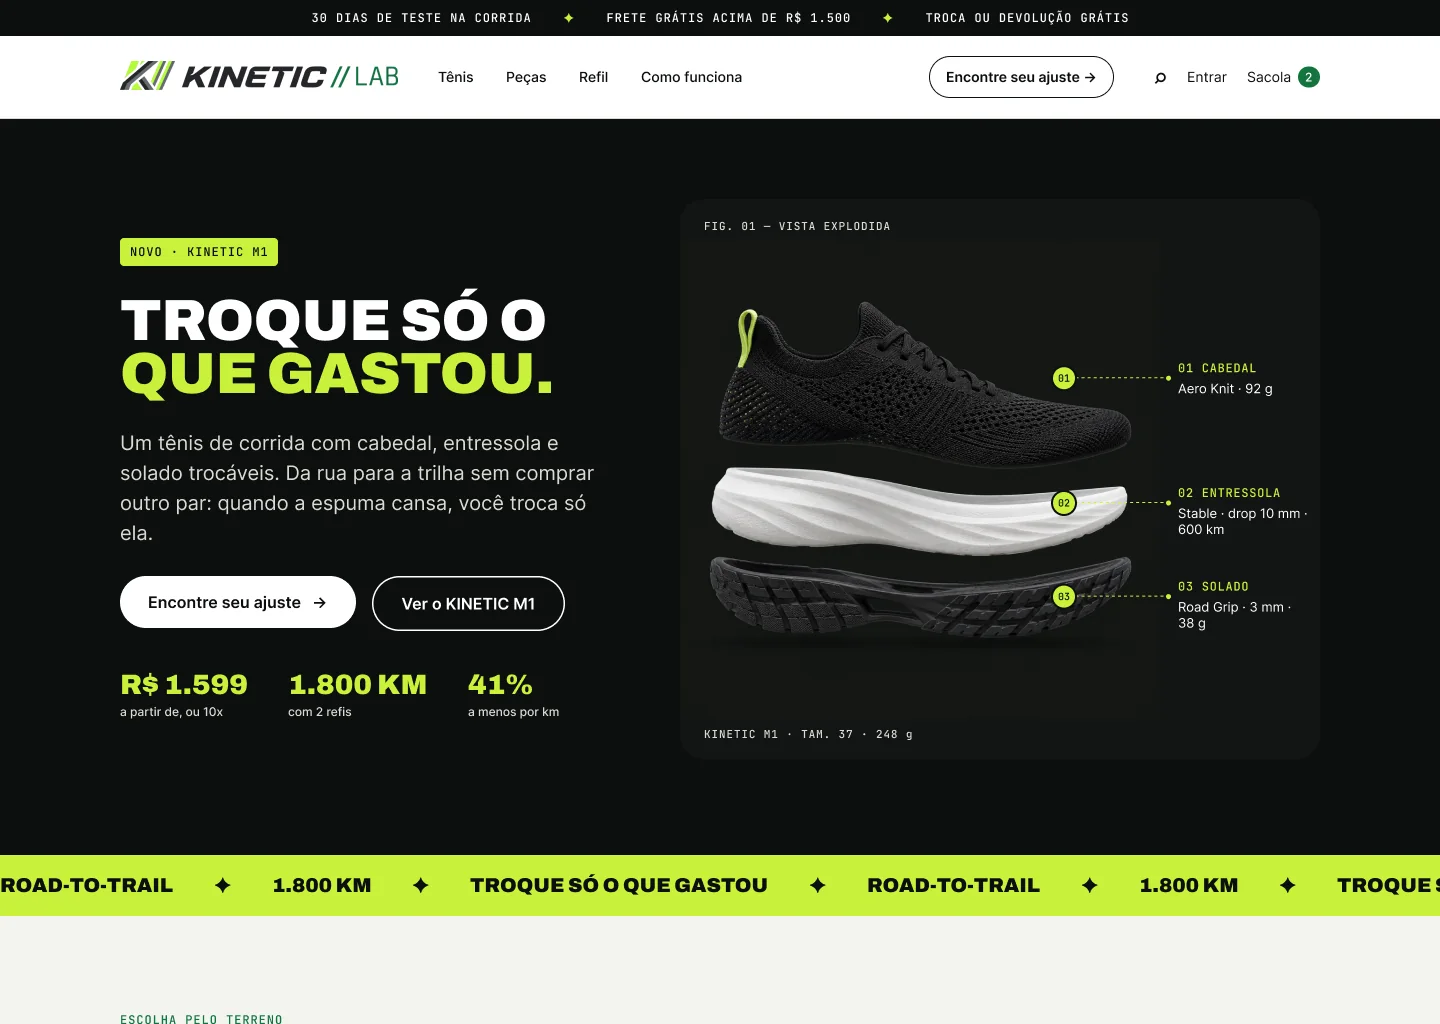 30 DIAS DE TESTE NA CORRIDA ✦ FRETE GRÁTIS ACIMA DE R$ 1.500 ✦ TROCA OU DEVOLUÇÃO GRÁTIS
KINETIC//LAB
Tênis Peças Refil Como funciona
Encontre seu ajuste →
Entrar Sacola 2
NOVO · KINETIC M1
TROQUE SÓ O
QUE GASTOU.
Um tênis de corrida com cabedal, entressola e
solado trocáveis. Da rua para a trilha sem comprar
outro par: quando a espuma cansa, você troca só
ela.
Encontre seu ajuste →
Ver o KINETIC M1
R$ 1.599 1.800 KM 41%
a partir de, ou 10x com 2 refis a menos por km
FIG. 01 — VISTA EXPLODIDA
01
01 CABEDAL
Aero Knit · 92 g
02
02 ENTRESSOLA
Stable · drop 10 mm ·
600 km
03
03 SOLADO
Road Grip · 3 mm ·
38 g
KINETIC M1 · TAM. 37 · 248 g
ROAD-TO-TRAIL ✦ 1.800 KM ✦ TROQUE SÓ O QUE GASTOU ✦ ROAD-TO-TRAIL ✦ 1.800 KM ✦ TROQUE
ESCOLHA PELO TERRENO